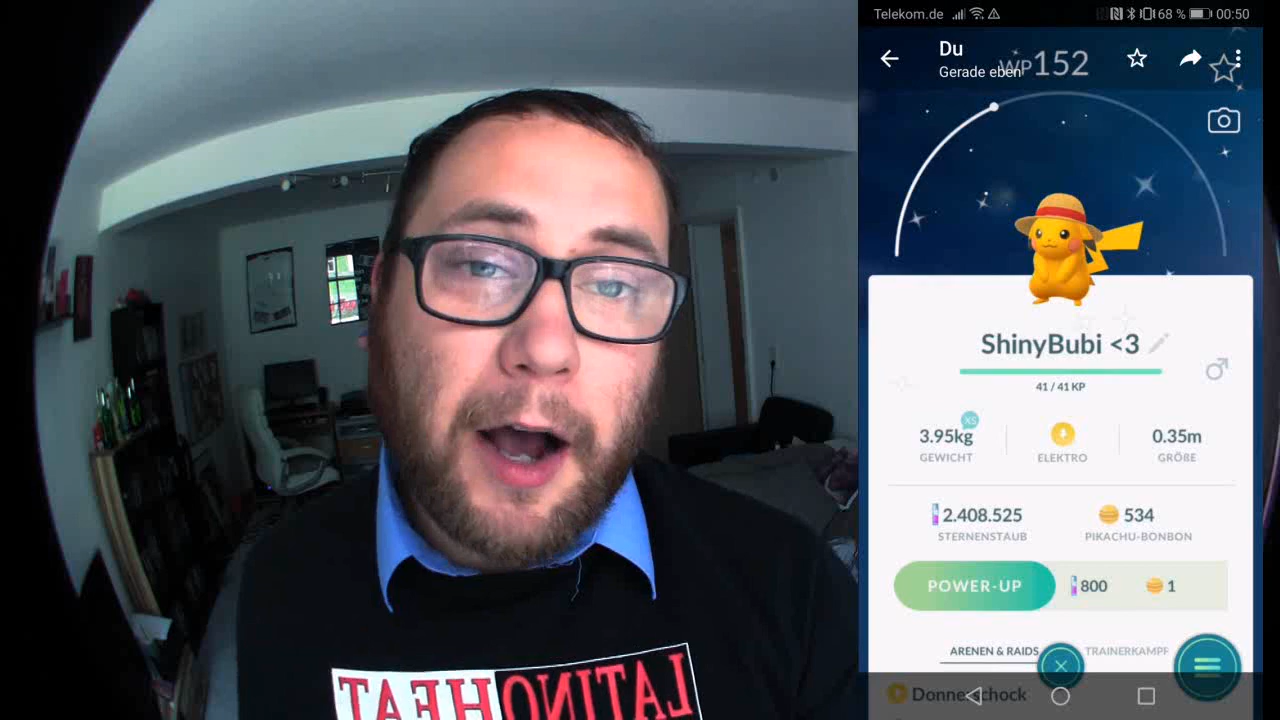 Telekom.de 68 % 00:50
Du
WP152
Gerade eben
ShinyBubi <3
41 / 41 KP
XS
3.95kg
GEWICHT
ELEKTRO
0.35m
GRÖßE
2.408.525
STERNENSTAUB
534
PIKACHU-BONBON
POWER-UP
800
1
ARENEN & RAIDS
TRAINERKAMPF
Donnerschock
LATINO HEAT